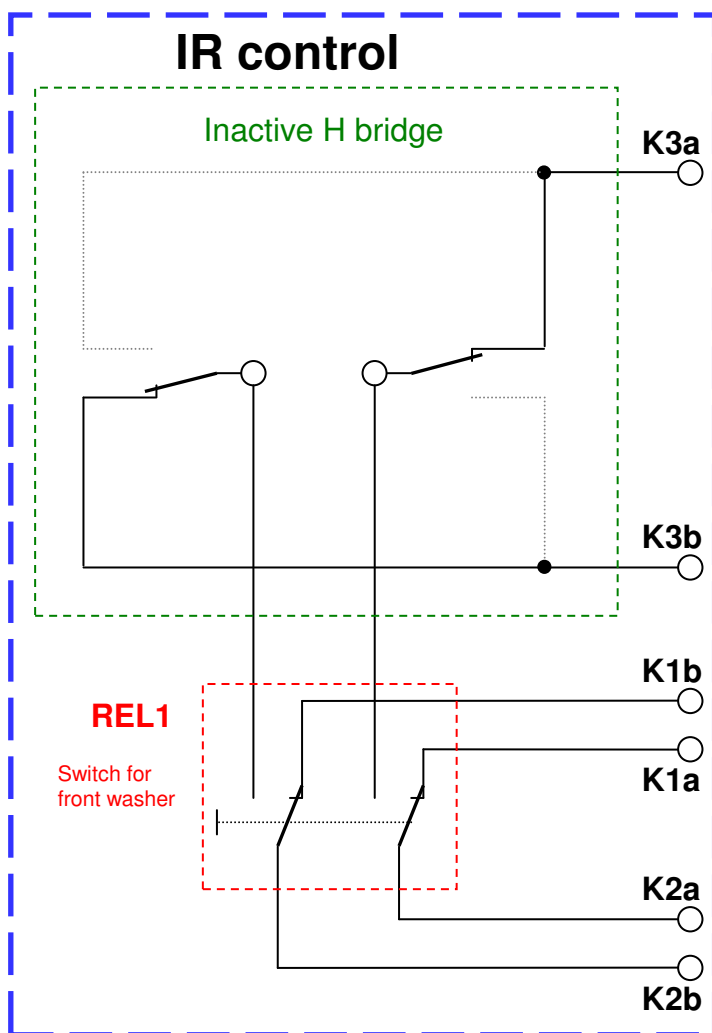 IR control
Inactive H bridge
K3a
K3b
K1b
REL1
K1a
Switch for
front washer
K2a
K2b